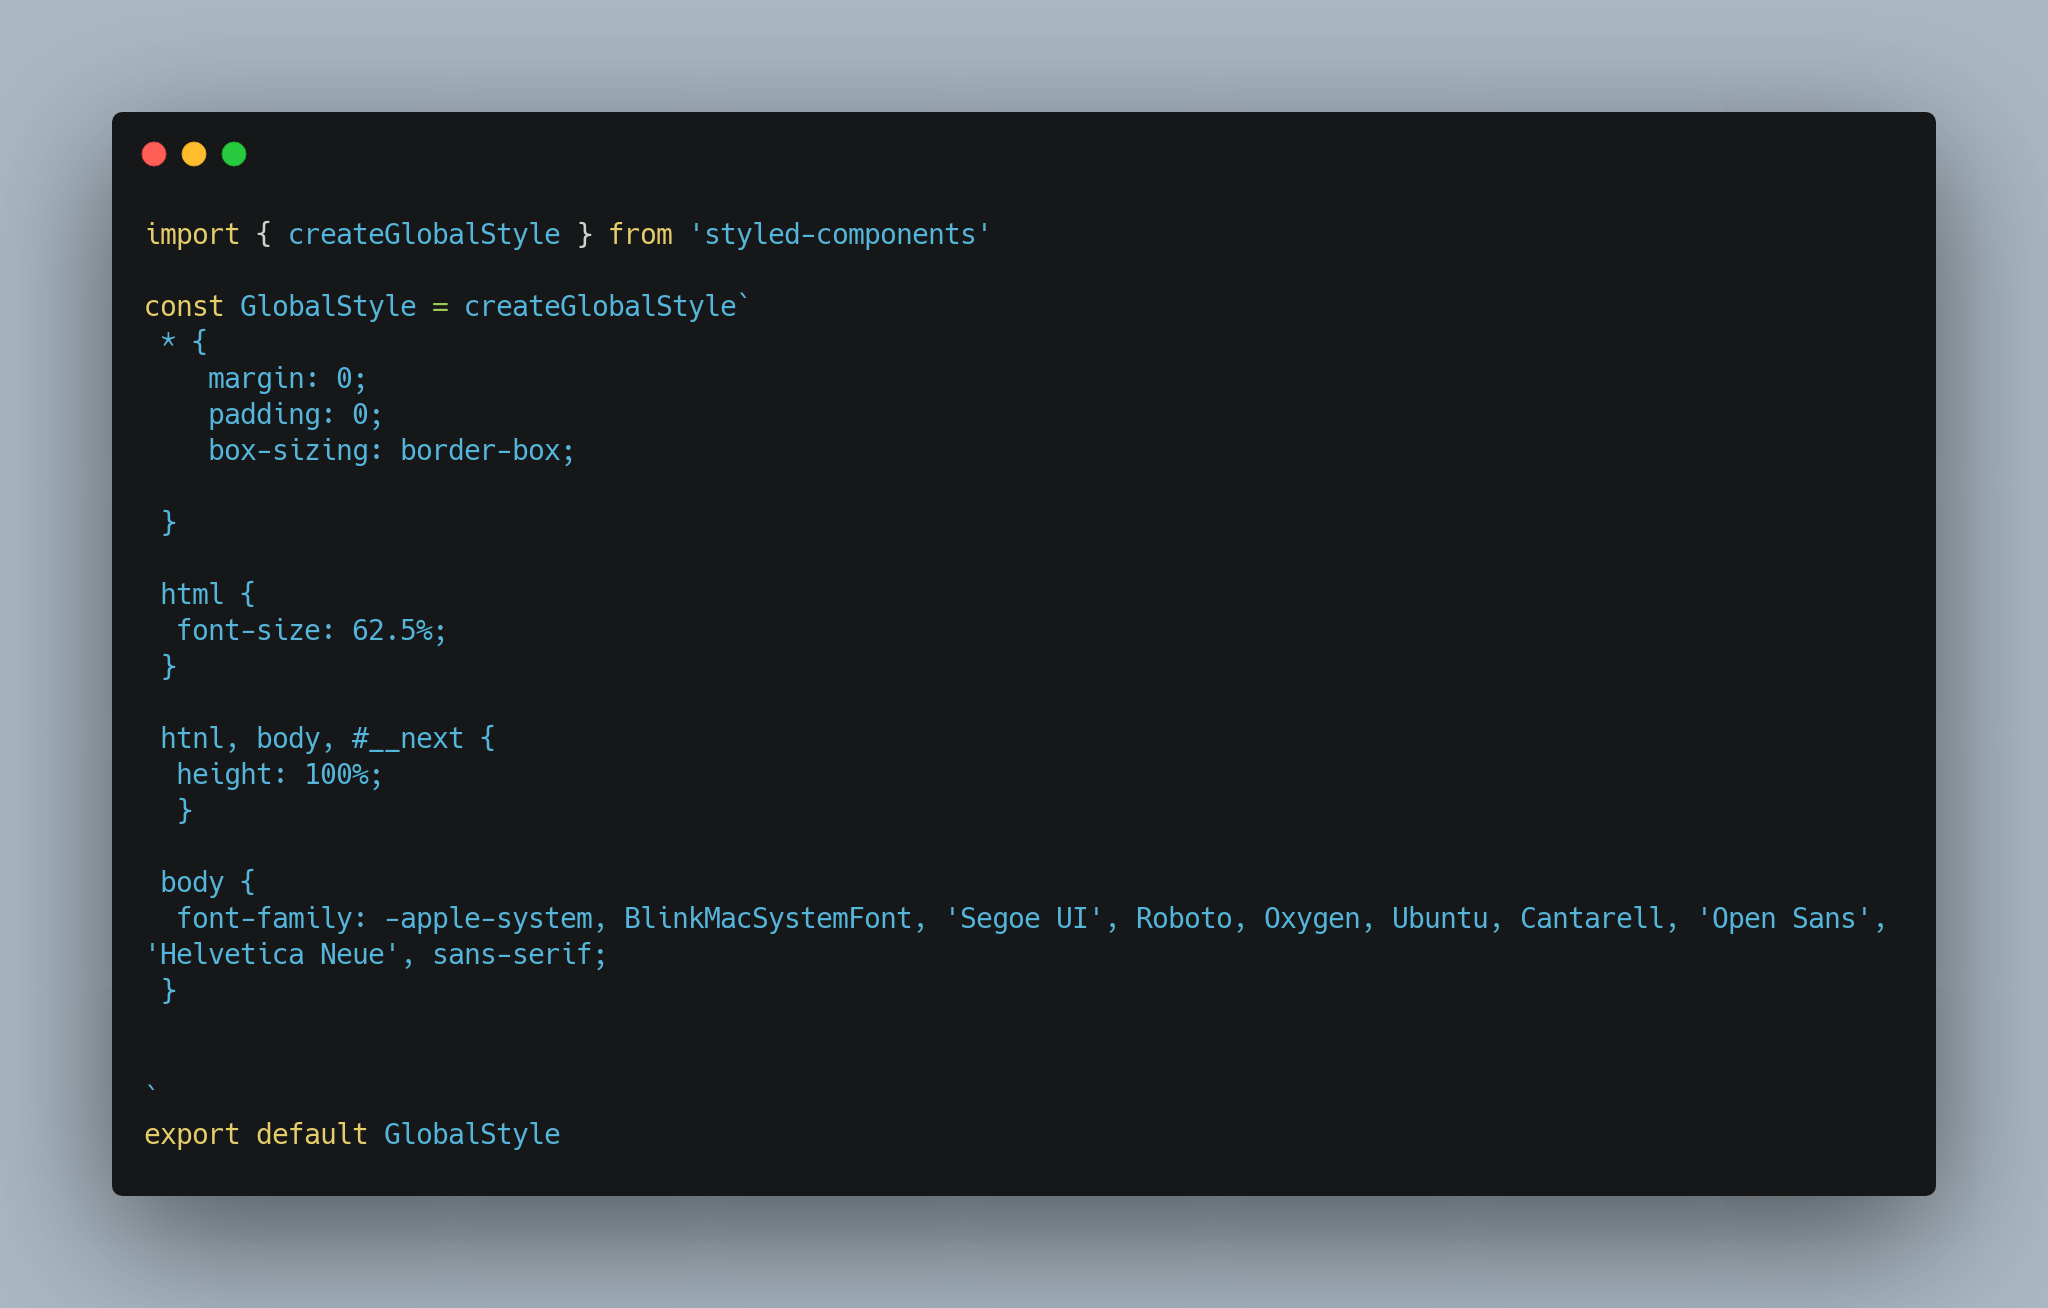 import { createGlobalStyle } from 'styled-components'

const GlobalStyle = createGlobalStyle`
 * {
    margin: 0;
    padding: 0;
    box-sizing: border-box;

 }

 html {
  font-size: 62.5%;
 }

 htnl, body, #__next {
  height: 100%;
  }

 body {
  font-family: -apple-system, BlinkMacSystemFont, 'Segoe UI', Roboto, Oxygen, Ubuntu, Cantarell, 'Open Sans',
'Helvetica Neue', sans-serif;
 }


`
export default GlobalStyle